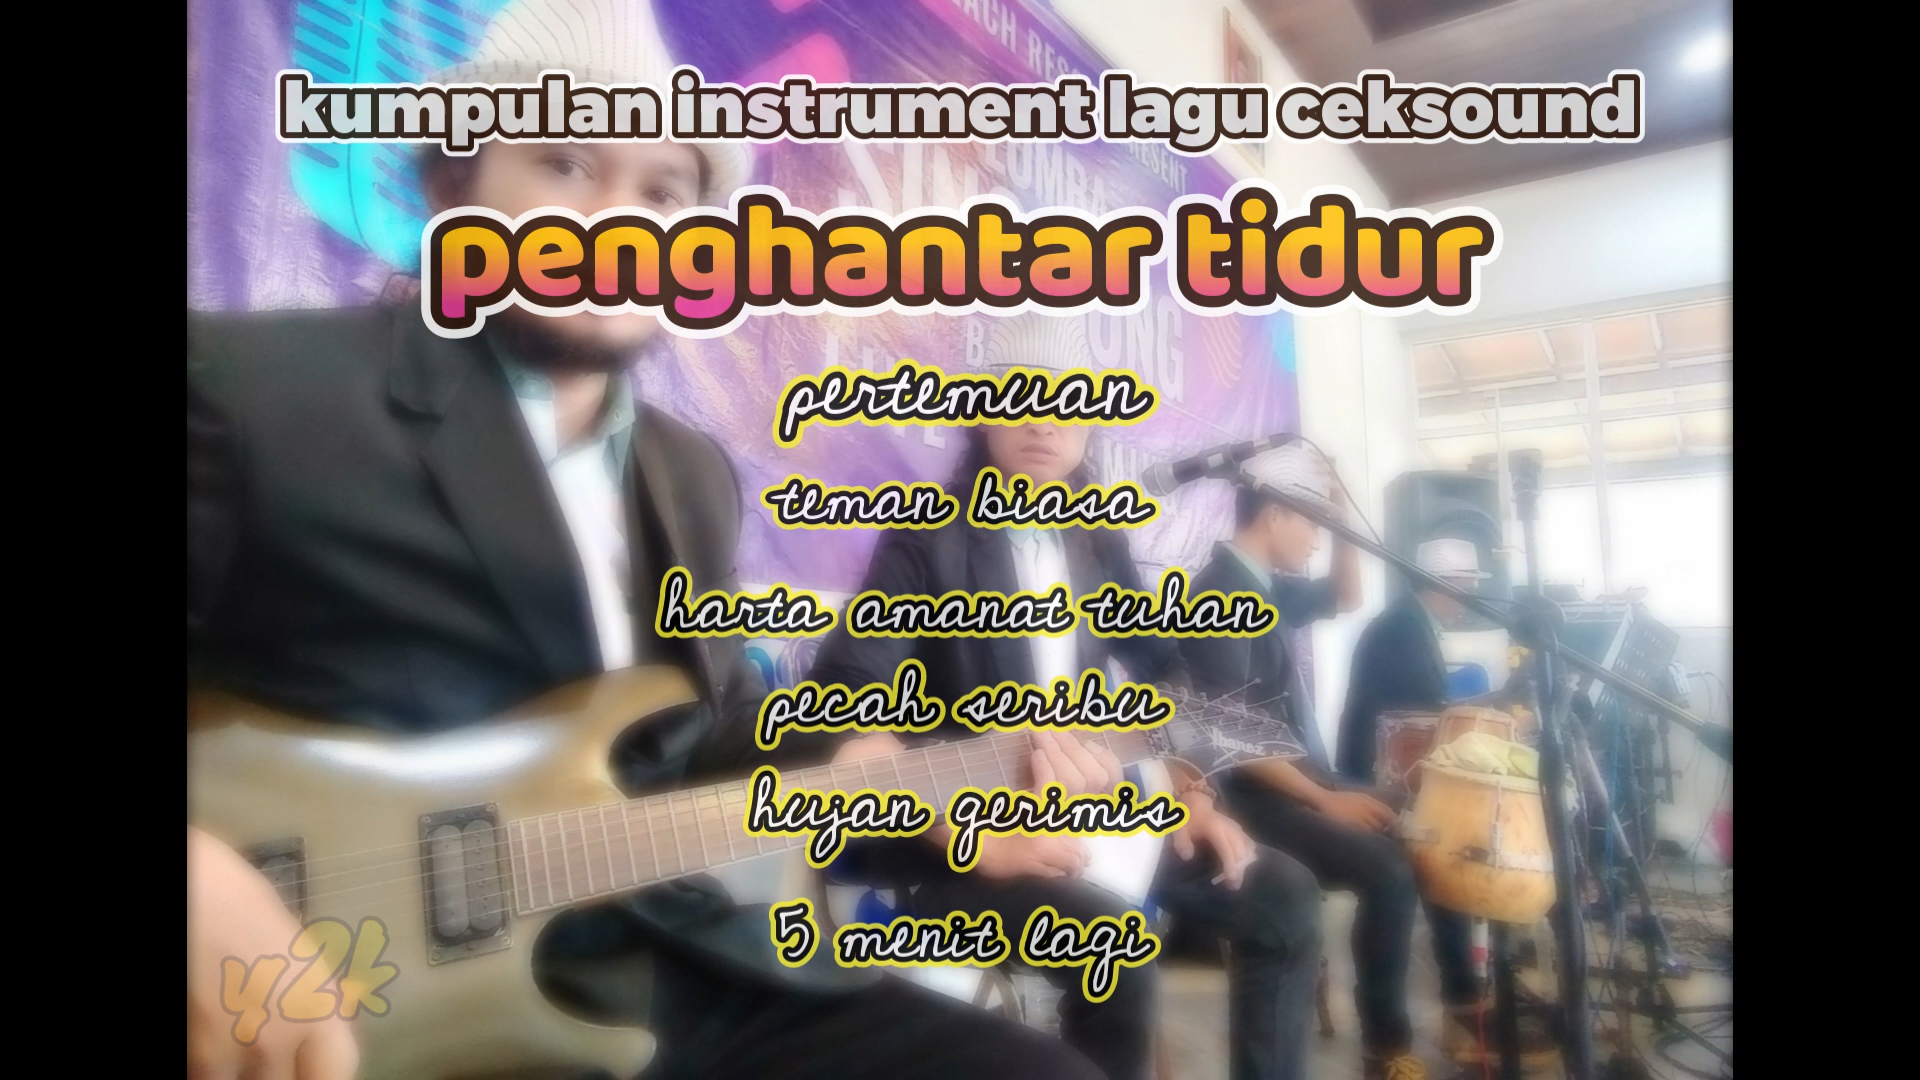 kumpulan instrument lagu ceksound
penghantar tidur
pertemuan
teman biasa
harta amanat tuhan
pecah seribu
hujan gerimis
5 menit lagi
Ibanez
y2k